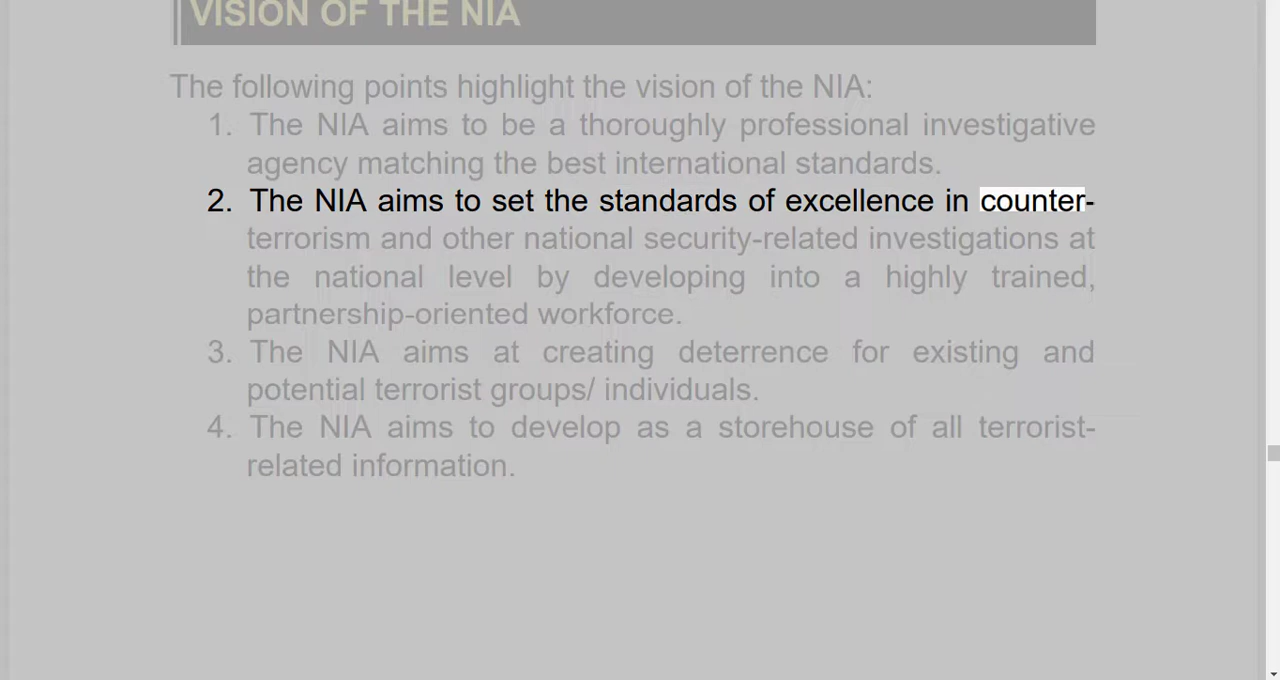 VISION OF THE NIA
The following points highlight the vision of the NIA:
1. The NIA aims to be a thoroughly professional investigative
agency matching the best international standards.
2. The NIA aims to set the standards of excellence in counter-
terrorism and other national security-related investigations at
the national level by developing into a highly trained,
partnership-oriented workforce.
3. The NIA aims at creating deterrence for existing and
potential terrorist groups/ individuals.
4. The NIA aims to develop as a storehouse of all terrorist-
related information.